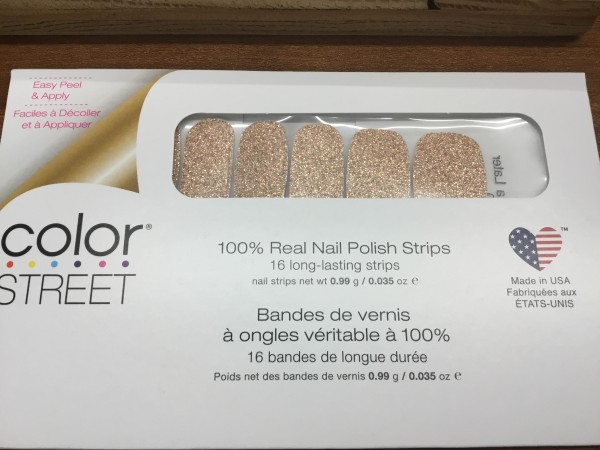 Easy Peel
& Apply
Faciles à Décoller
et à Appliquer
color®
STREET
Later
100% Real Nail Polish Strips
16 long-lasting strips
nail strips net wt 0.99 g / 0.035 oz ℮
Bandes de vernis
à ongles véritable à 100%
16 bandes de longue durée
Poids net des bandes de vernis 0.99 g / 0.035 oz ℮
TM
Made in USA
Fabriquées aux
ÉTATS-UNIS